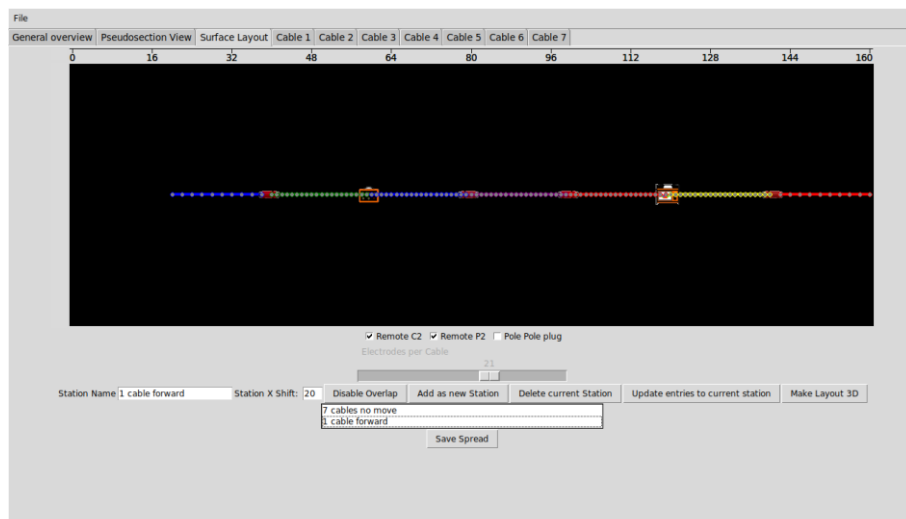 File
General overview Pseudosection View Surface Layout Cable 1 Cable 2 Cable 3 Cable 4 Cable 5 Cable 6 Cable 7
0 16 32 48 64 80 96 112 128 144 160
Remote C2 Remote P2 Pole Pole plug
Electrodes per Cable
21
Station Name 1 cable forward Station X Shift: 20 Disable Overlap Add as new Station Delete current Station Update entries to current station Make Layout 3D
7 cables no move
1 cable forward
Save Spread